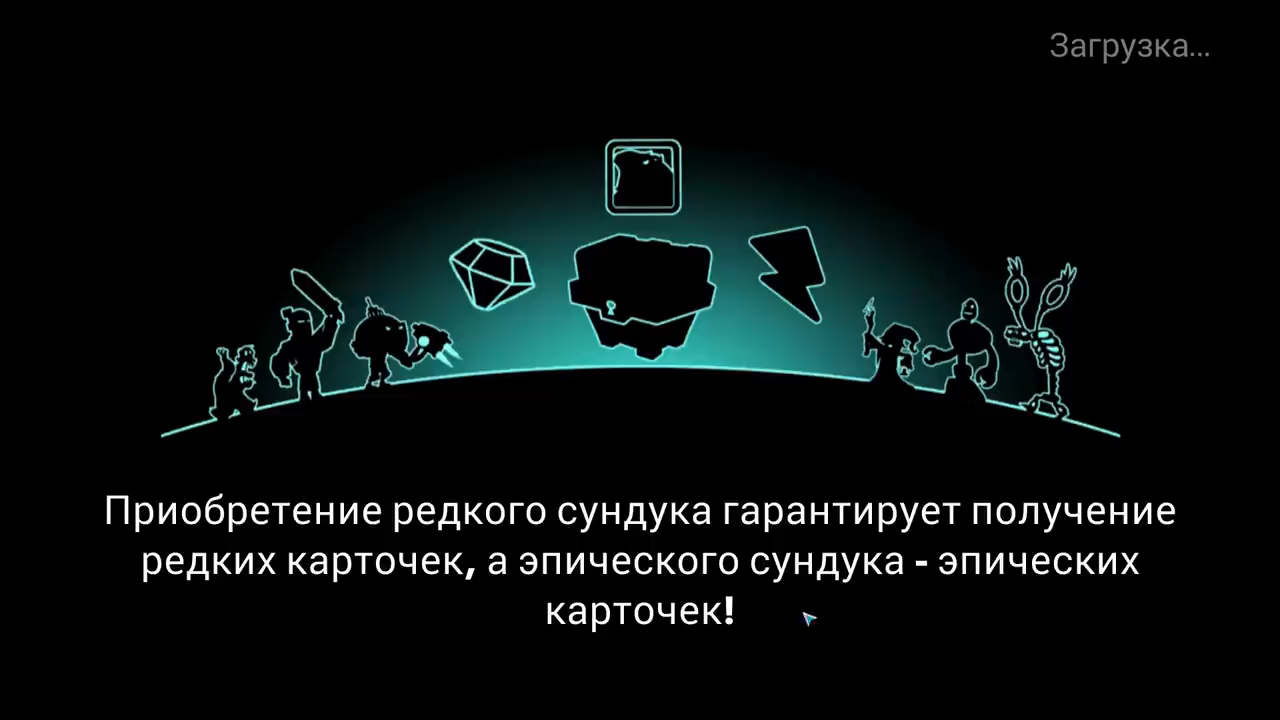 Загрузка...
Приобретение редкого сундука гарантирует получение
редких карточек, а эпического сундука - эпических
карточек!